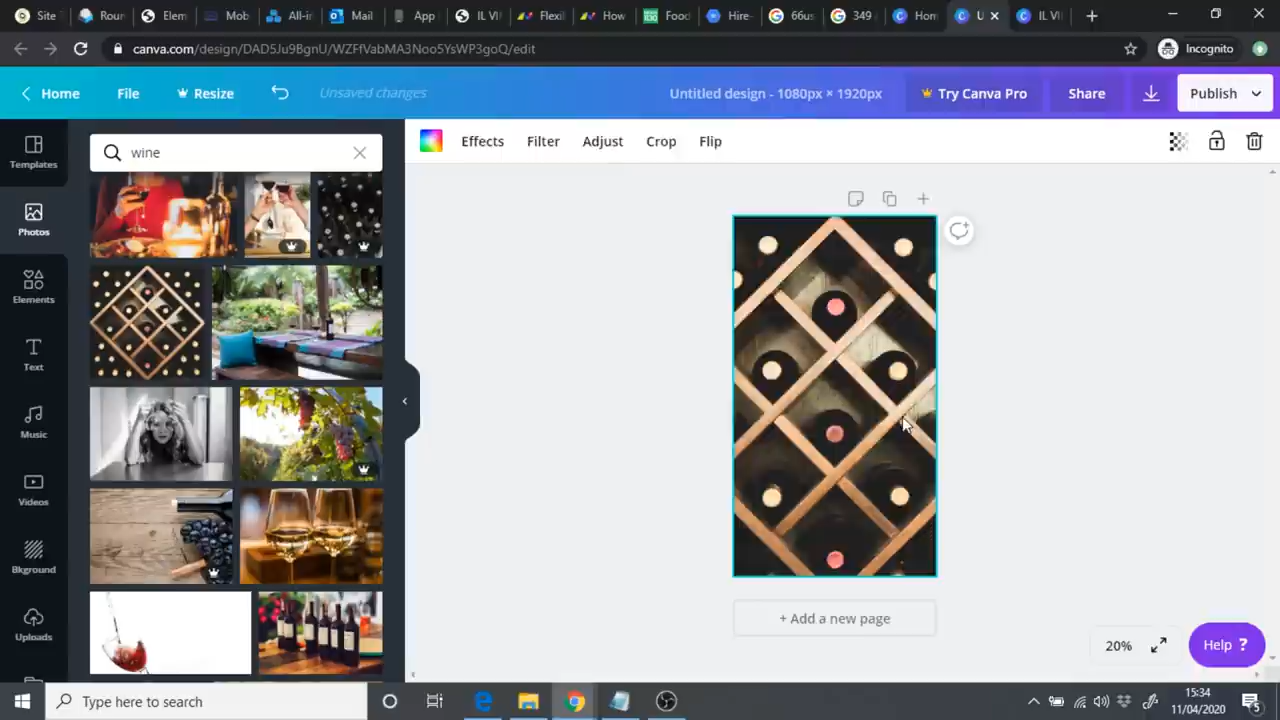 Site
Roun
Elem
Mob
All-i
Mail
App
IL VI
Flexil
How
Food
Hire-
66us
349
Hom
U
IL VI
canva.com/design/DAD5Ju9BgnU/WZFfVabMA3Noo5YsWP3goQ/edit
Incognito
Home
File
Resize
Unsaved changes
Untitled design - 1080px × 1920px
Try Canva Pro
Share
Publish
Templates
Photos
Elements
Text
Music
Videos
Bkground
Uploads
wine
Effects
Filter
Adjust
Crop
Flip
+ Add a new page
20%
Help ?
Type here to search
15:34
11/04/2020
5